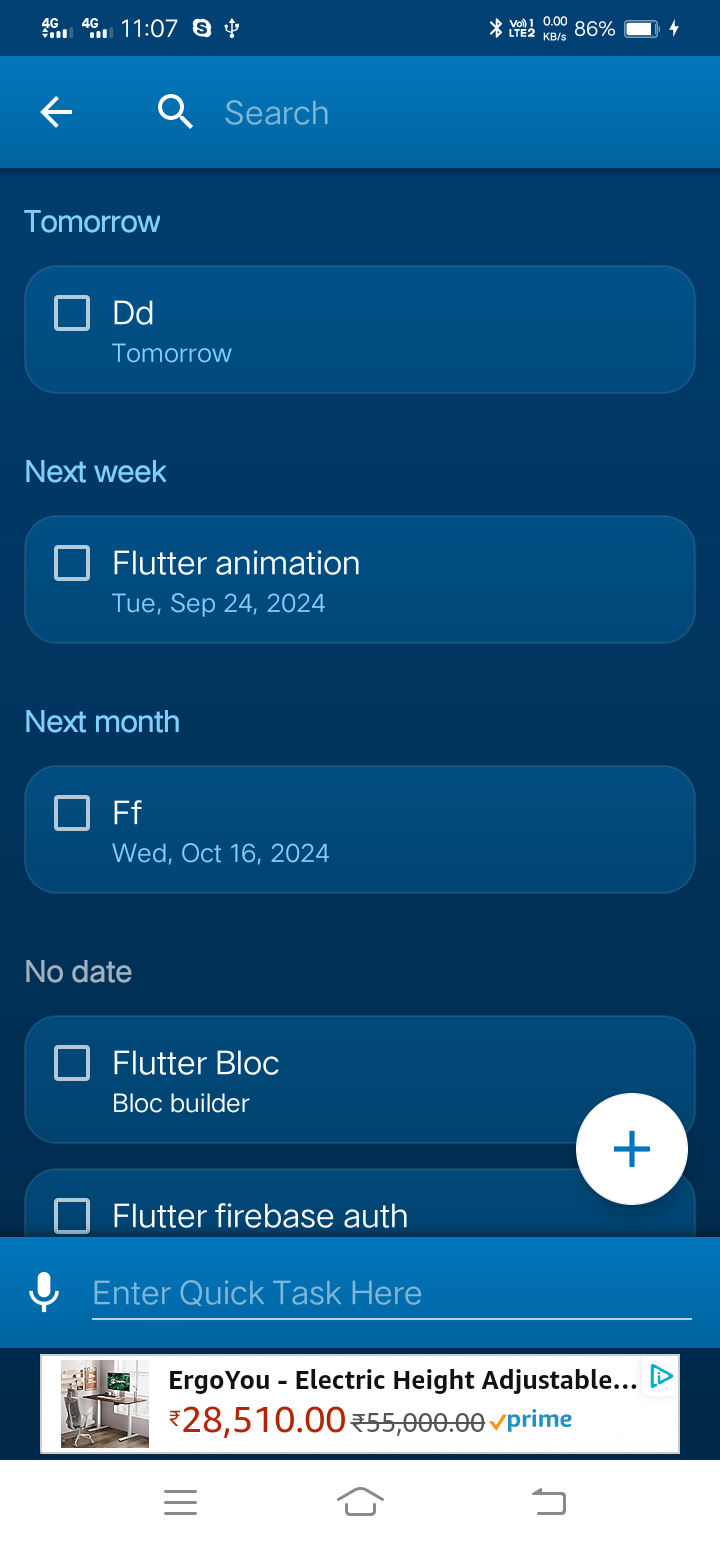 4G 4G 11:07 Vo)) 1 LTE2 0.00 KB/s 86%
Search
Tomorrow
Dd
Tomorrow
Next week
Flutter animation
Tue, Sep 24, 2024
Next month
Ff
Wed, Oct 16, 2024
No date
Flutter Bloc
Bloc builder
Flutter firebase auth
Enter Quick Task Here
ErgoYou - Electric Height Adjustable...
₹28,510.00 ₹55,000.00 prime